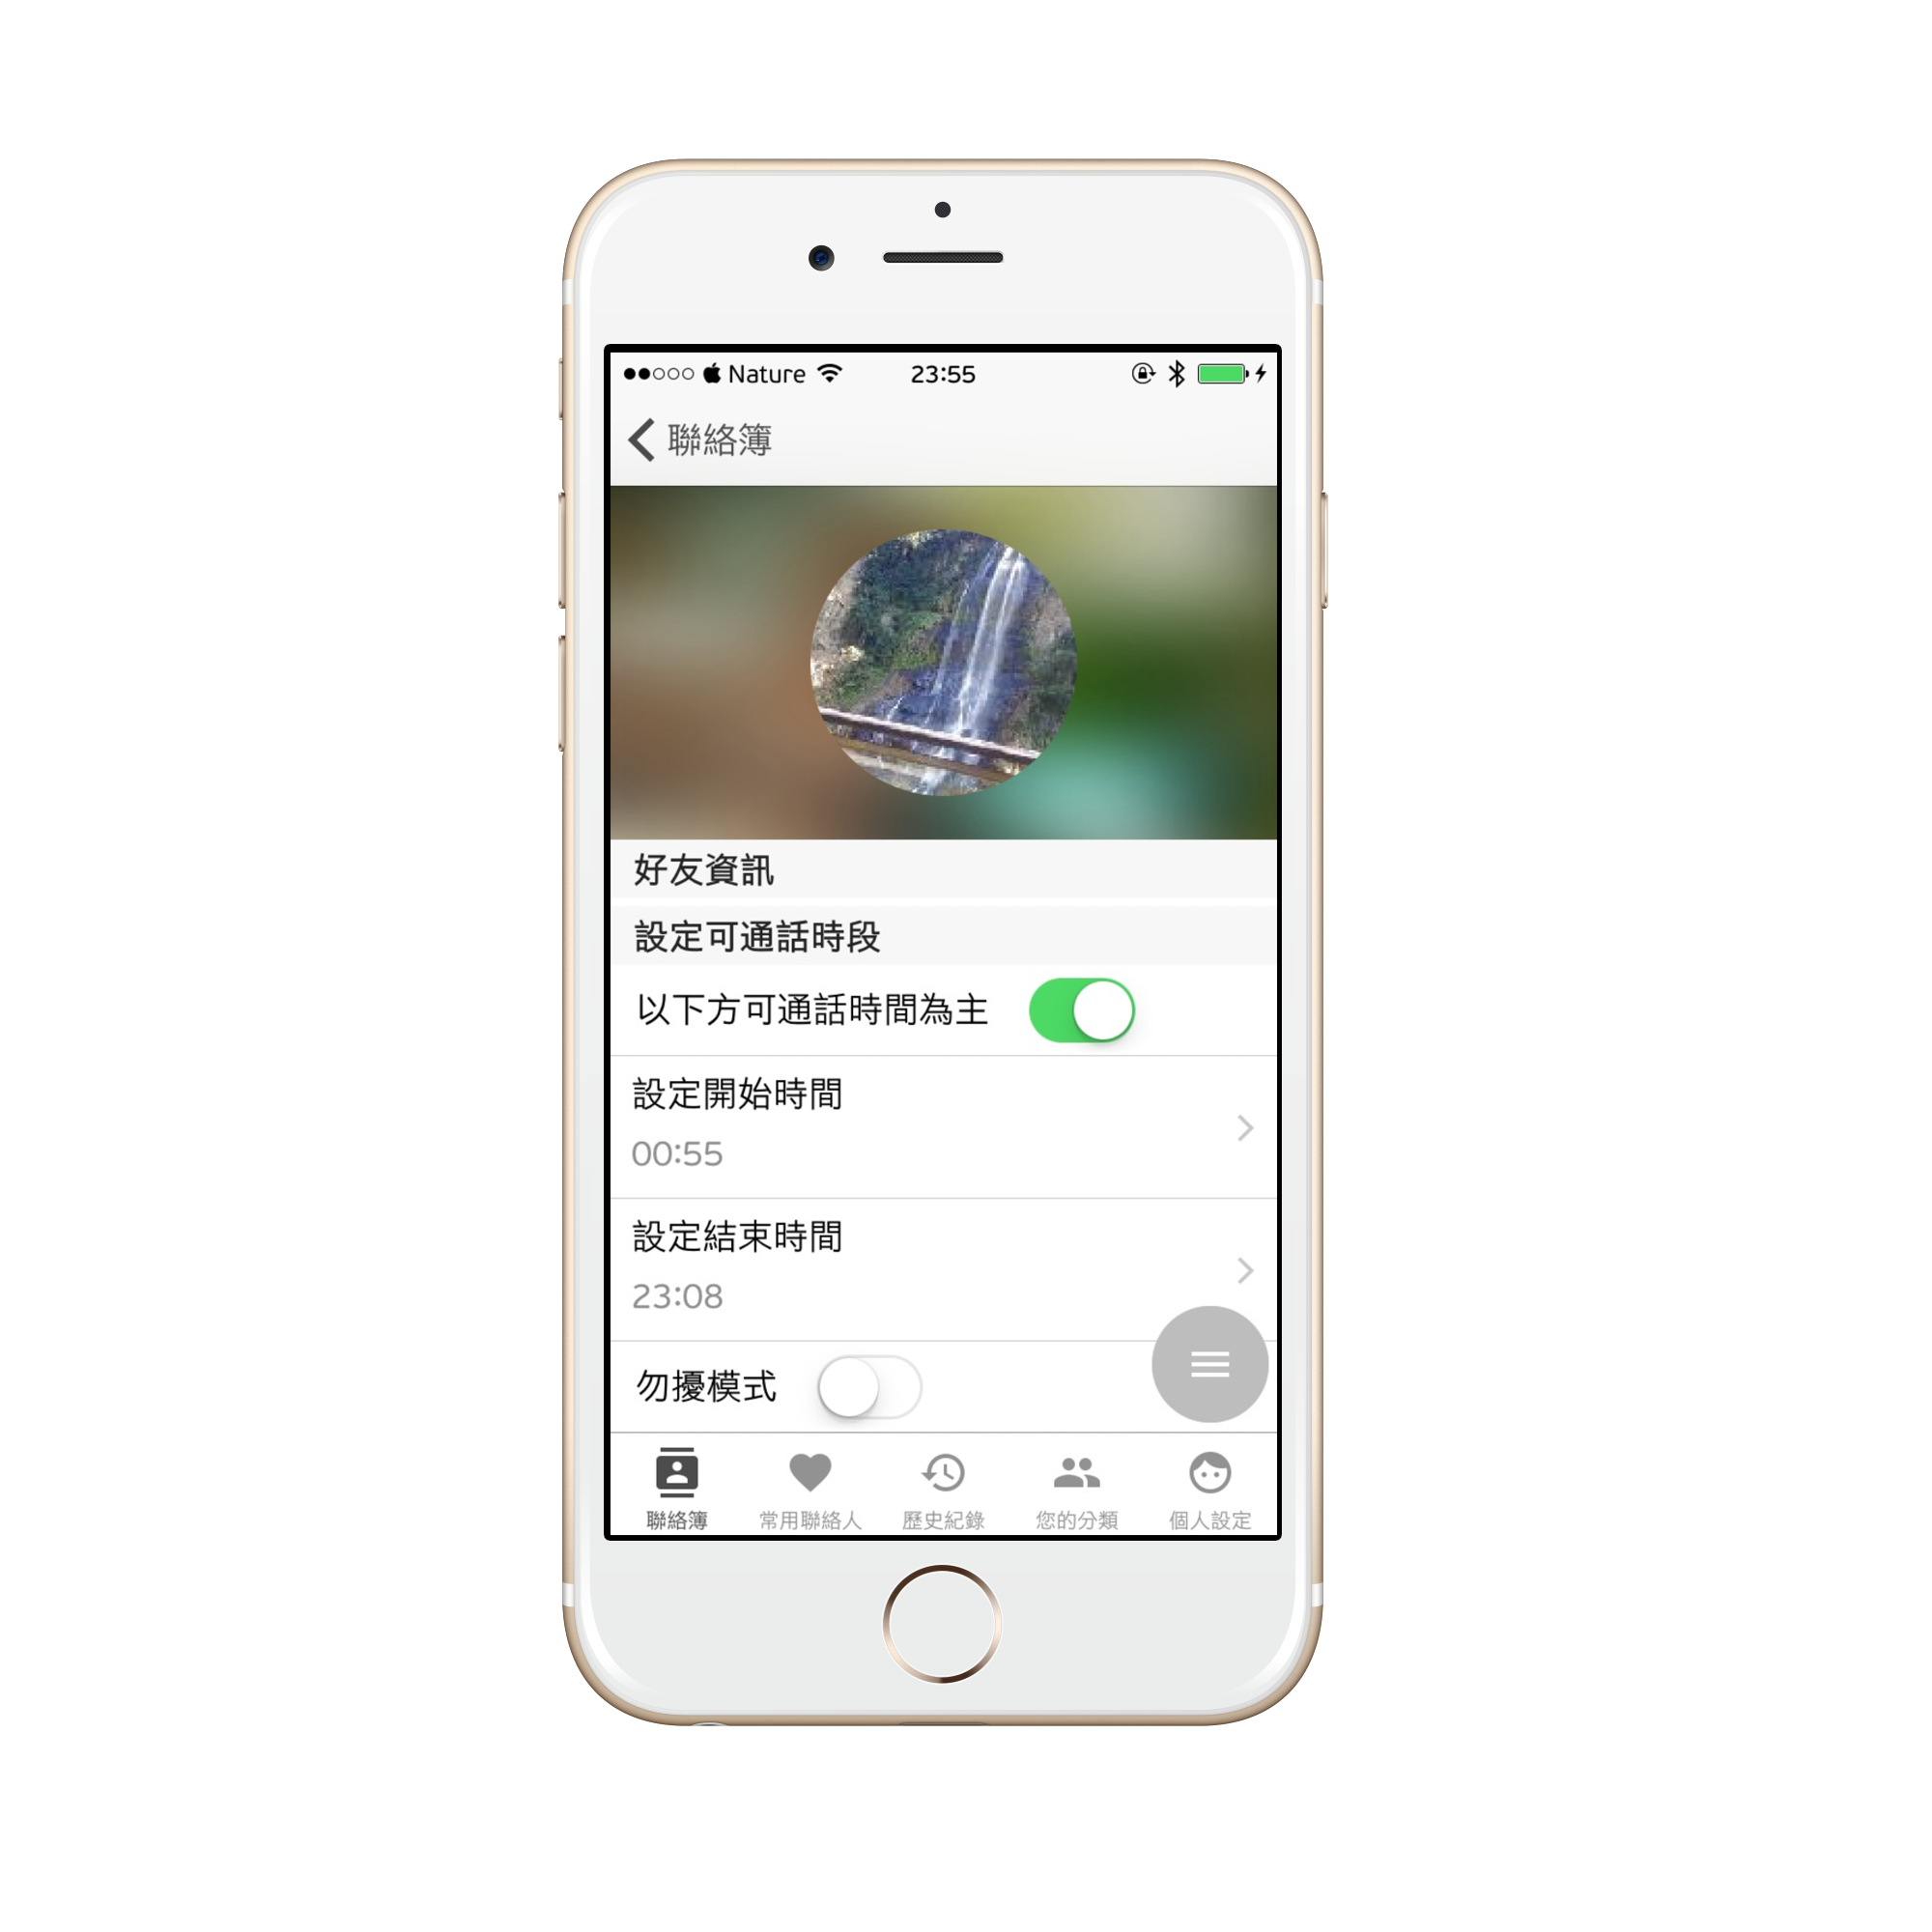 Nature 23:55
聯絡簿
好友資訊
設定可通話時段
以下方可通話時間為主
設定開始時間
00:55
設定結束時間
23:08
勿擾模式
聯絡簿 常用聯絡人 歷史紀錄 您的分類 個人設定